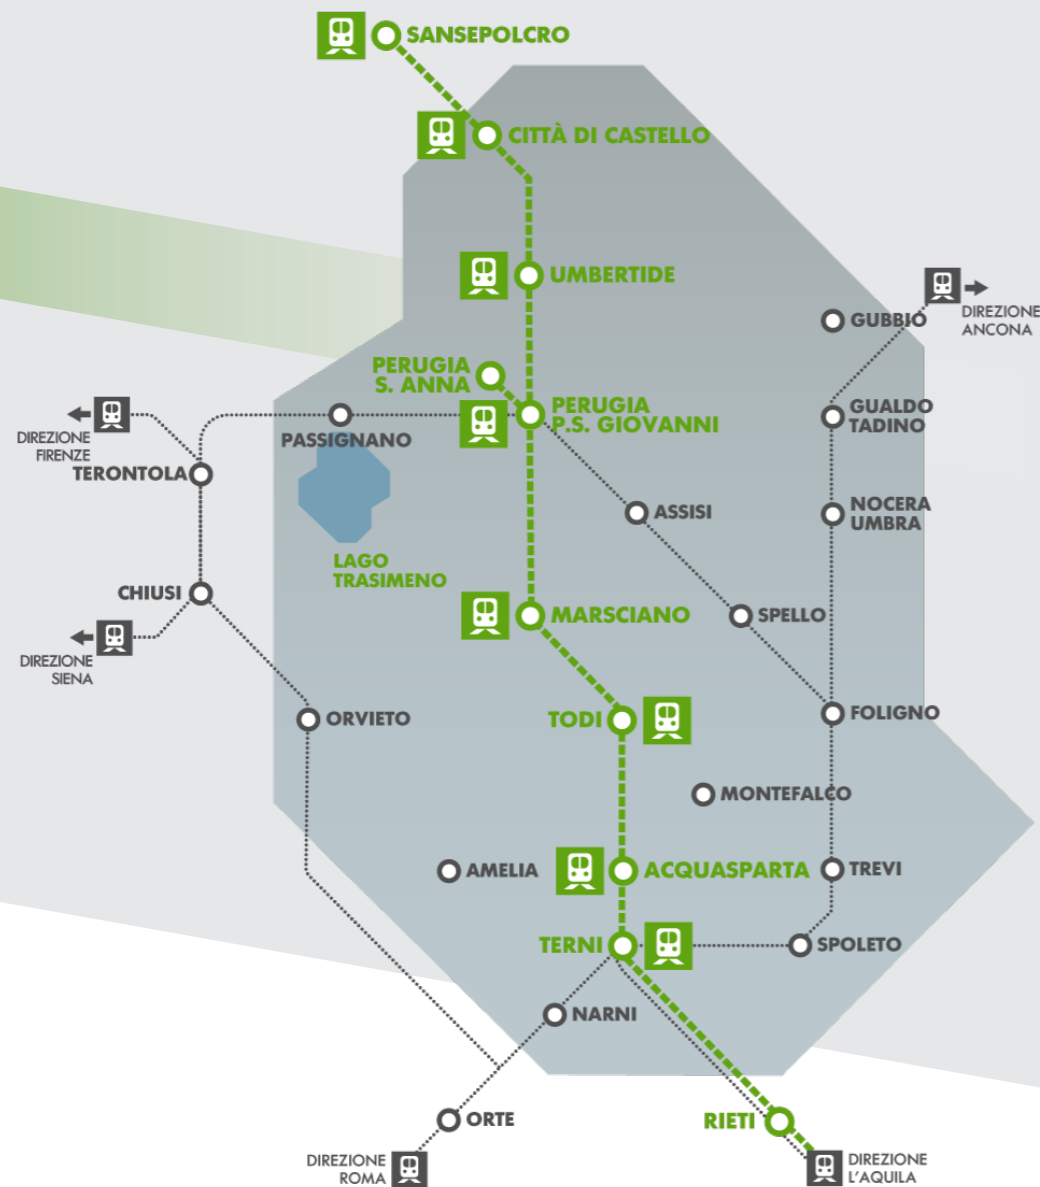 SANSEPOLCRO
CITTÀ DI CASTELLO
UMBERTIDE
DIREZIONE
ANCONA
GUBBIO
PERUGIA
S. ANNA
PERUGIA
P.S. GIOVANNI
GUALDO
TADINO
DIREZIONE
FIRENZE
PASSIGNANO
TERONTOLA
NOCERA
UMBRA
ASSISI
LAGO
TRASIMENO
CHIUSI
MARSCIANO
SPELLO
DIREZIONE
SIENA
ORVIETO
TODI
FOLIGNO
MONTEFALCO
AMELIA
ACQUASPARTA
TREVI
TERNI
SPOLETO
NARNI
ORTE
RIETI
DIREZIONE
ROMA
DIREZIONE
L'AQUILA